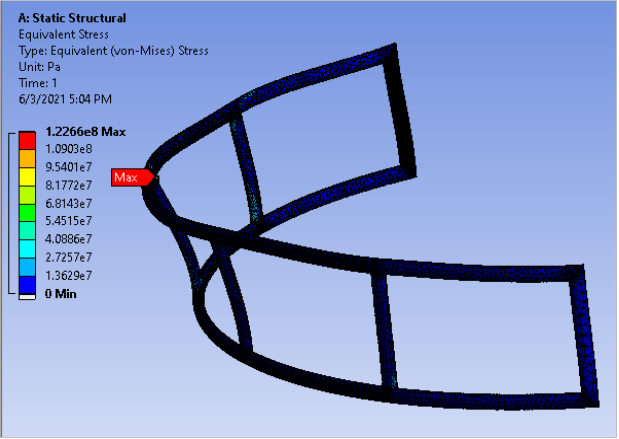 A: Static Structural
Equivalent Stress
Type: Equivalent (von-Mises) Stress
Unit: Pa
Time: 1
6/3/2021 5:04 PM
1.2266e8 Max
1.0903e8
9.5401e7
8.1772e7
6.8143e7
5.4515e7
4.0886e7
2.7257e7
1.3629e7
0 Min
Max